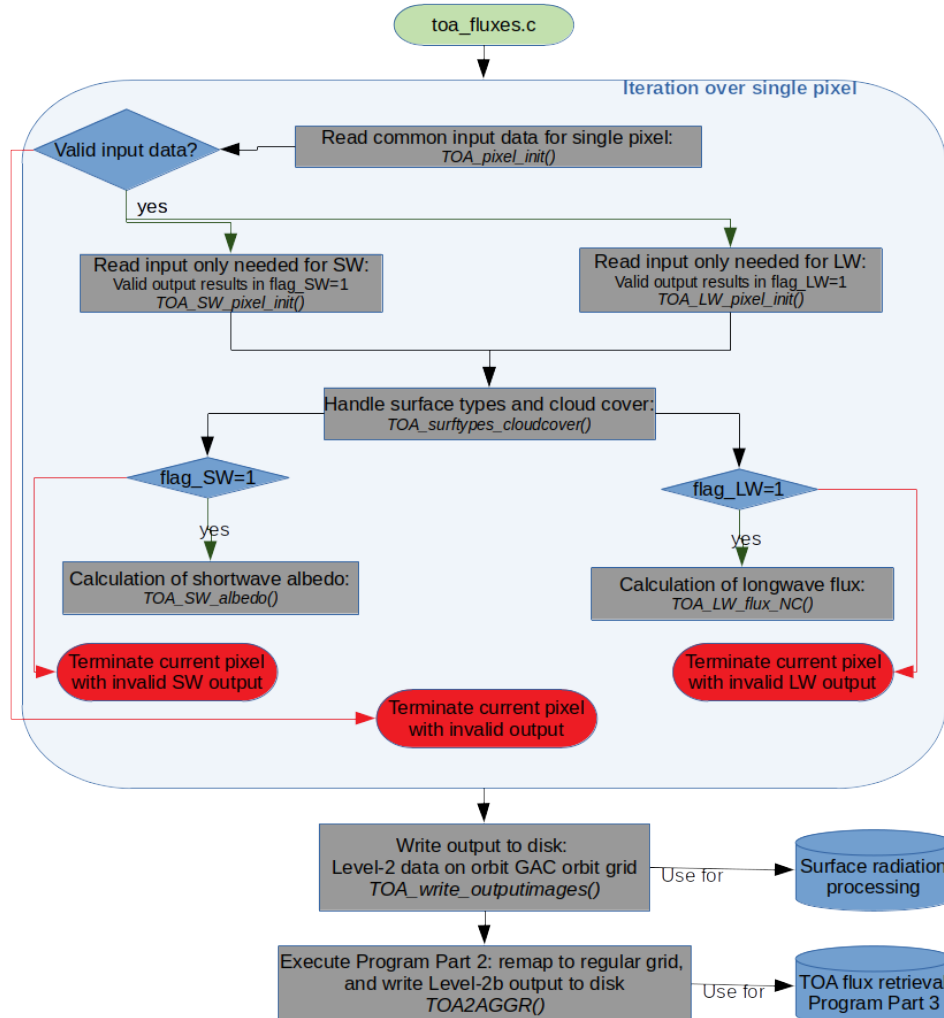 toa_fluxes.c
Iteration over single pixel
Valid input data?
Read common input data for single pixel:
TOA_pixel_init()
yes
Read input only needed for SW:
Valid output results in flag_SW=1
TOA_SW_pixel_init()
Read input only needed for LW:
Valid output results in flag_LW=1
TOA_LW_pixel_init()
Handle surface types and cloud cover:
TOA_surftypes_cloudcover()
flag_SW=1
flag_LW=1
yes
yes
Calculation of shortwave albedo:
TOA_SW_albedo()
Calculation of longwave flux:
TOA_LW_flux_NC()
Terminate current pixel
with invalid SW output
Terminate current pixel
with invalid LW output
Terminate current pixel
with invalid output
Write output to disk:
Level-2 data on orbit GAC orbit grid
TOA_write_outputimages()
Use for
Surface radiation
processing
Execute Program Part 2: remap to regular grid,
and write Level-2b output to disk
TOA2AGGR()
Use for
TOA flux retrieval
Program Part 3